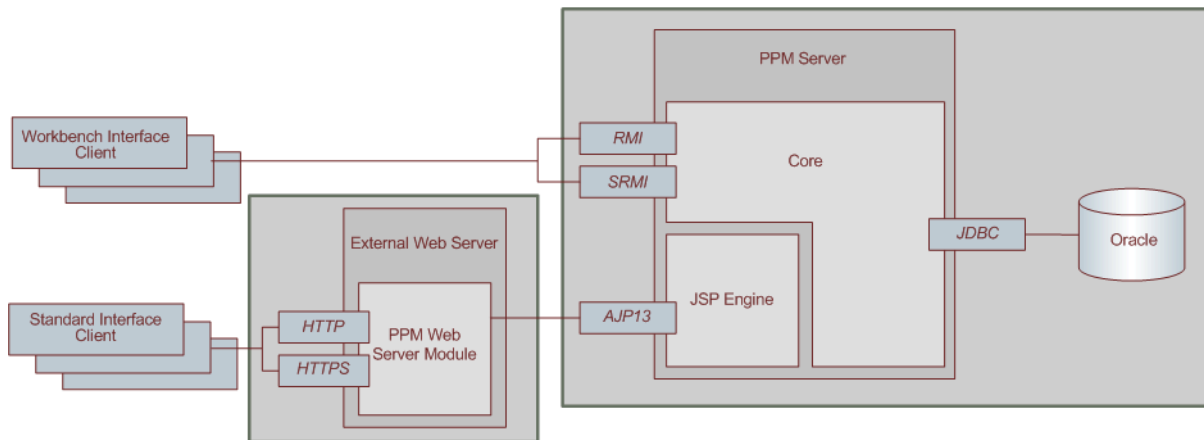 PPM Server
Workbench Interface
Client
RMI
Core
SRMI
External Web Server
JDBC
Oracle
JSP Engine
Standard Interface
Client
HTTP
PPM Web
Server Module
HTTPS
AJP13